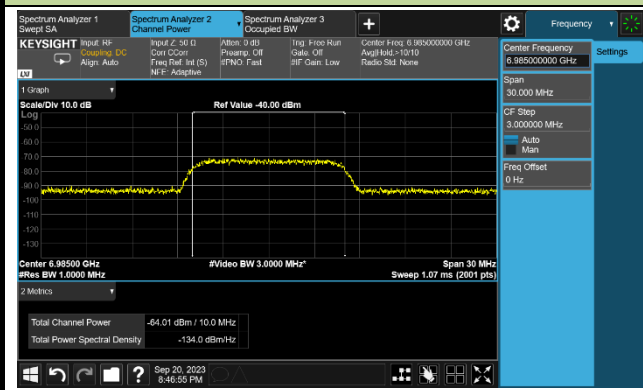 Spectrum Analyzer 1
Swept SA
Spectrum Analyzer 2
Channel Power
Spectrum Analyzer 3
Occupied BW
+
Frequency
KEYSIGHT
Input: RF
Coupling: DC
Align: Auto
Input Z: 50 Ω
Corr CCorr
Freq Ref: Int (S)
NFE: Adaptive
Atten: 0 dB
Preamp: Off
#PNO: Fast
Trig: Free Run
Gate: Off
#IF Gain: Low
Center Freq: 6.985000000 GHz
Avg|Hold:>10/10
Radio Std: None
LXI
Center Frequency
6.985000000 GHz
Settings
Span
30.000 MHz
CF Step
3.000000 MHz
Auto
Man
Freq Offset
0 Hz
1 Graph
Scale/Div 10.0 dB
Ref Value -40.00 dBm
Log
-50.0
-60.0
-70.0
-80.0
-90.0
-100
-110
-120
-130
Center 6.98500 GHz
#Video BW 3.0000 MHz*
Span 30 MHz
#Res BW 1.0000 MHz
Sweep 1.07 ms (2001 pts)
2 Metrics
Total Channel Power
-64.01 dBm / 10.0 MHz
Total Power Spectral Density
-134.0 dBm/Hz
?
Sep 20, 2023
8:46:55 PM